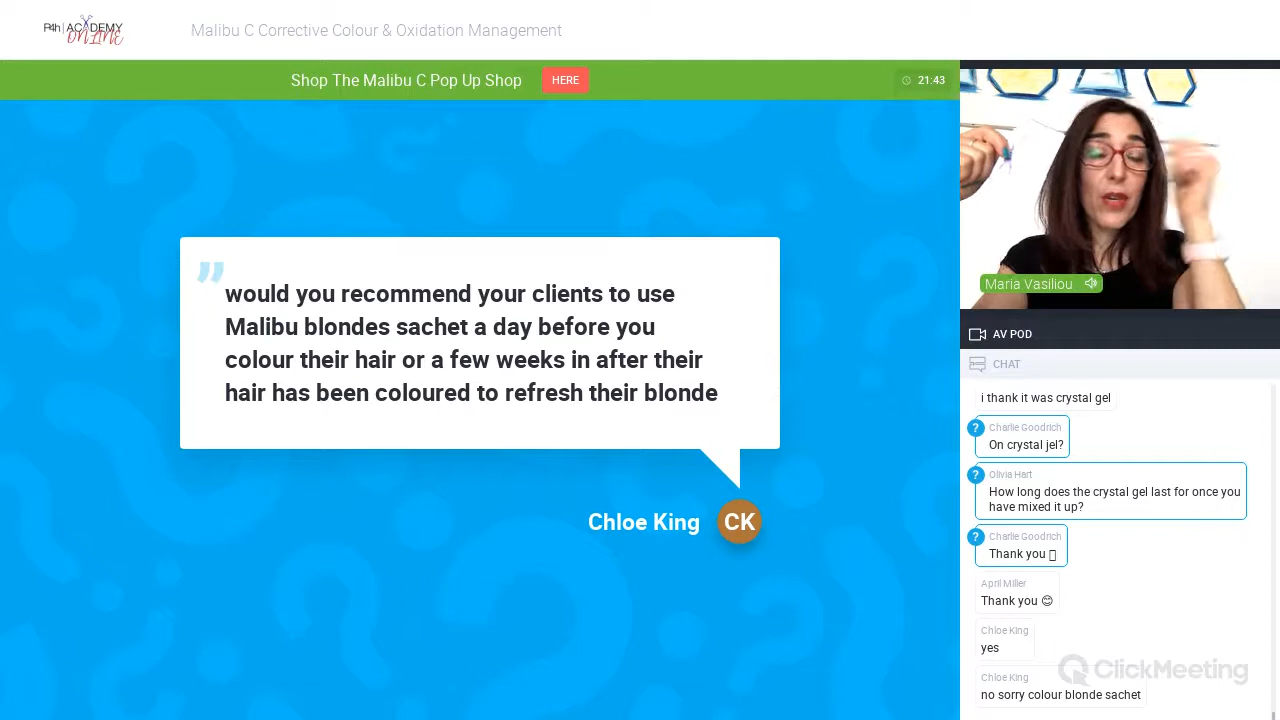 P4h | ACADEMY
ONLINE
Malibu C Corrective Colour & Oxidation Management
Shop The Malibu C Pop Up Shop
HERE
21:43
would you recommend your clients to use
Malibu blondes sachet a day before you
colour their hair or a few weeks in after their
hair has been coloured to refresh their blonde
Chloe King
CK
Maria Vasiliou
AV POD
CHAT
i thank it was crystal gel
?
Charlie Goodrich
On crystal jel?
?
Olivia Hart
How long does the crystal gel last for once you
have mixed it up?
?
Charlie Goodrich
Thank you
April Miller
Thank you 😊
Chloe King
yes
ClickMeeting
Chloe King
no sorry colour blonde sachet